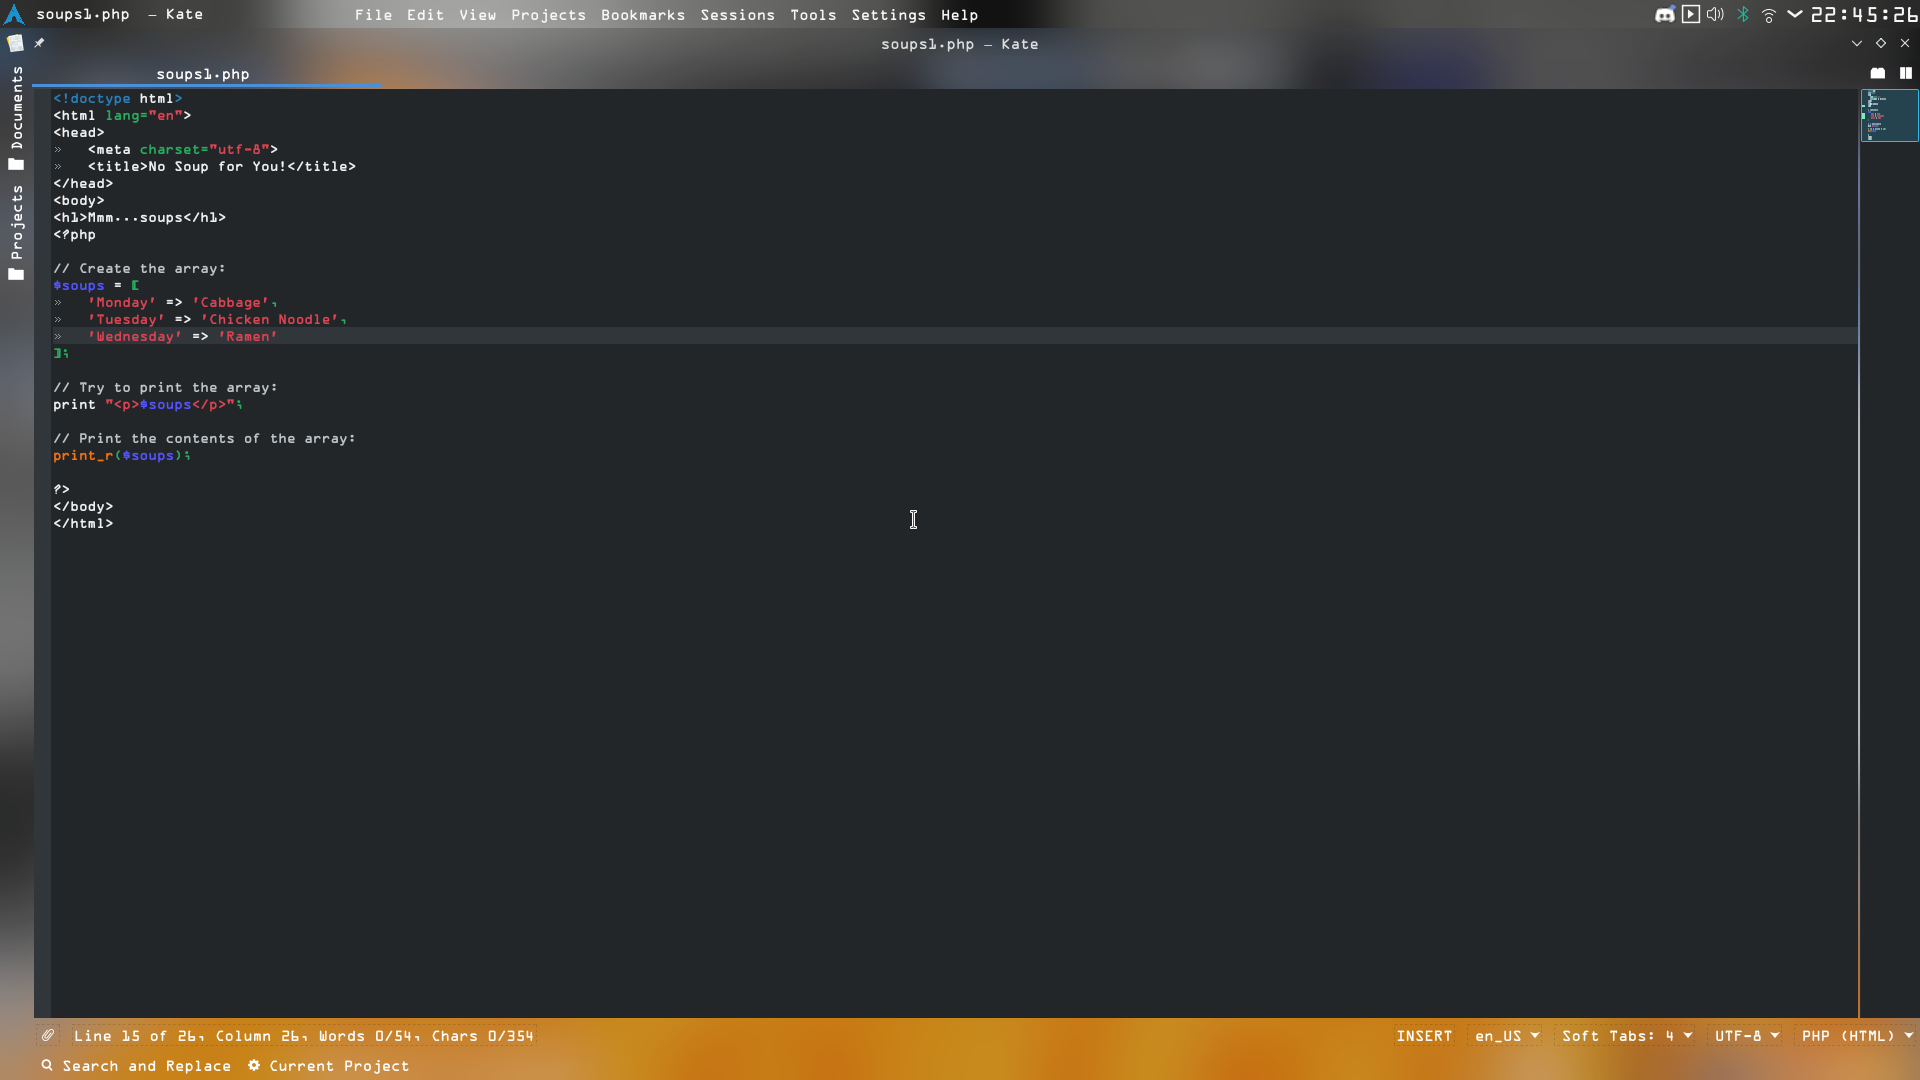 soups1.php — Kate
File Edit View Projects Bookmarks Sessions Tools Settings Help
22:45:26
soups1.php — Kate
soups1.php
Documents
Projects
<!doctype html>
<html lang="en">
<head>
» <meta charset="utf-8">
» <title>No Soup for You!</title>
</head>
<body>
<h1>Mmm...soups</h1>
<?php
// Create the array:
$soups = [
» 'Monday' => 'Cabbage',
» 'Tuesday' => 'Chicken Noodle',
» 'Wednesday' => 'Ramen'
];
// Try to print the array:
print "<p>$soups</p>";
// Print the contents of the array:
print_r($soups);
?>
</body>
</html>
Line 15 of 26, Column 26, Words 0/54, Chars 0/354
INSERT en_US Soft Tabs: 4 UTF-8 PHP (HTML)
Search and Replace Current Project